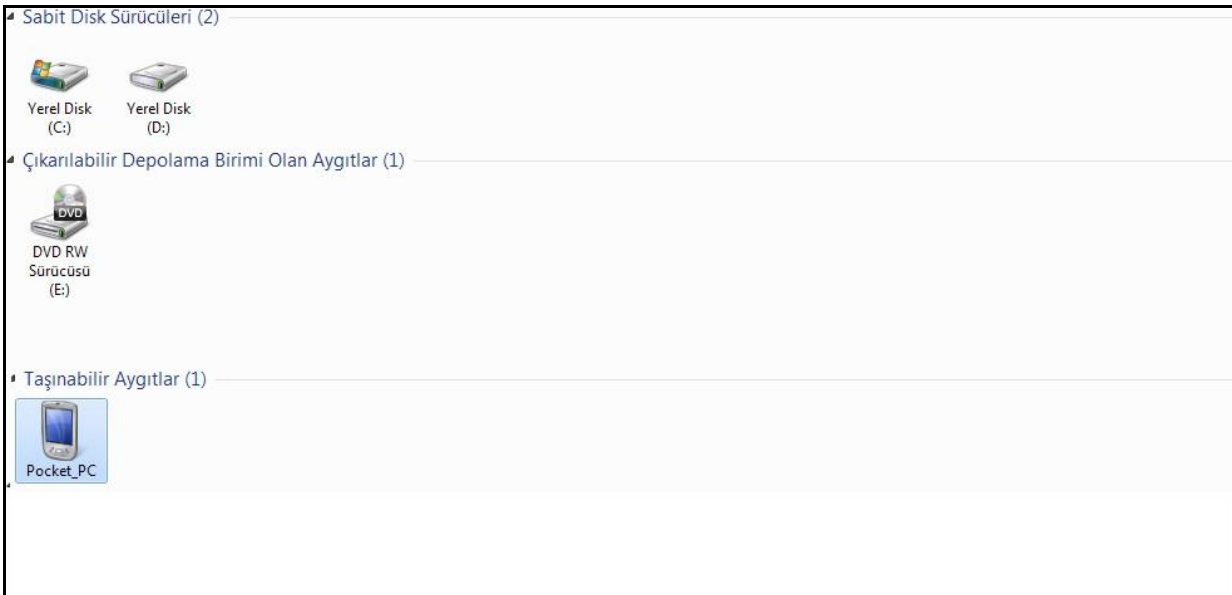 Sabit Disk Sürücüleri (2)
Yerel Disk
(C:)
Yerel Disk
(D:)
Çıkarılabilir Depolama Birimi Olan Aygıtlar (1)
DVD
DVD RW
Sürücüsü
(E:)
Taşınabilir Aygıtlar (1)
Pocket_PC